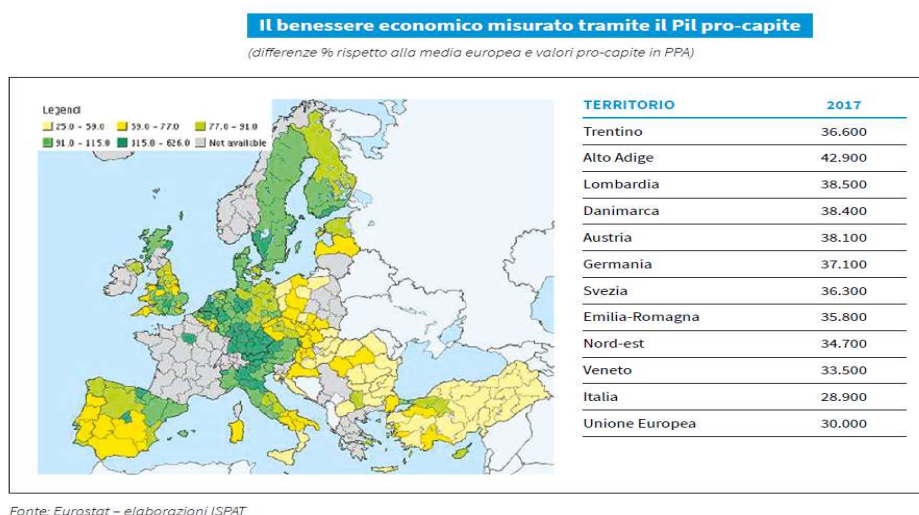 Il benessere economico misurato tramite il Pil pro-capite
(differenze % rispetto alla media europea e valori pro-capite in PPA)
Legend
25.0 - 59.0 59.0 - 77.0 77.0 - 91.0
91.0 - 115.0 115.0 - 626.0 Not available
TERRITORIO 2017
Trentino 36.600
Alto Adige 42.900
Lombardia 38.500
Danimarca 38.400
Austria 38.100
Germania 37.100
Svezia 36.300
Emilia-Romagna 35.800
Nord-est 34.700
Veneto 33.500
Italia 28.900
Unione Europea 30.000
Fonte: Eurostat – elaborazioni ISPAT